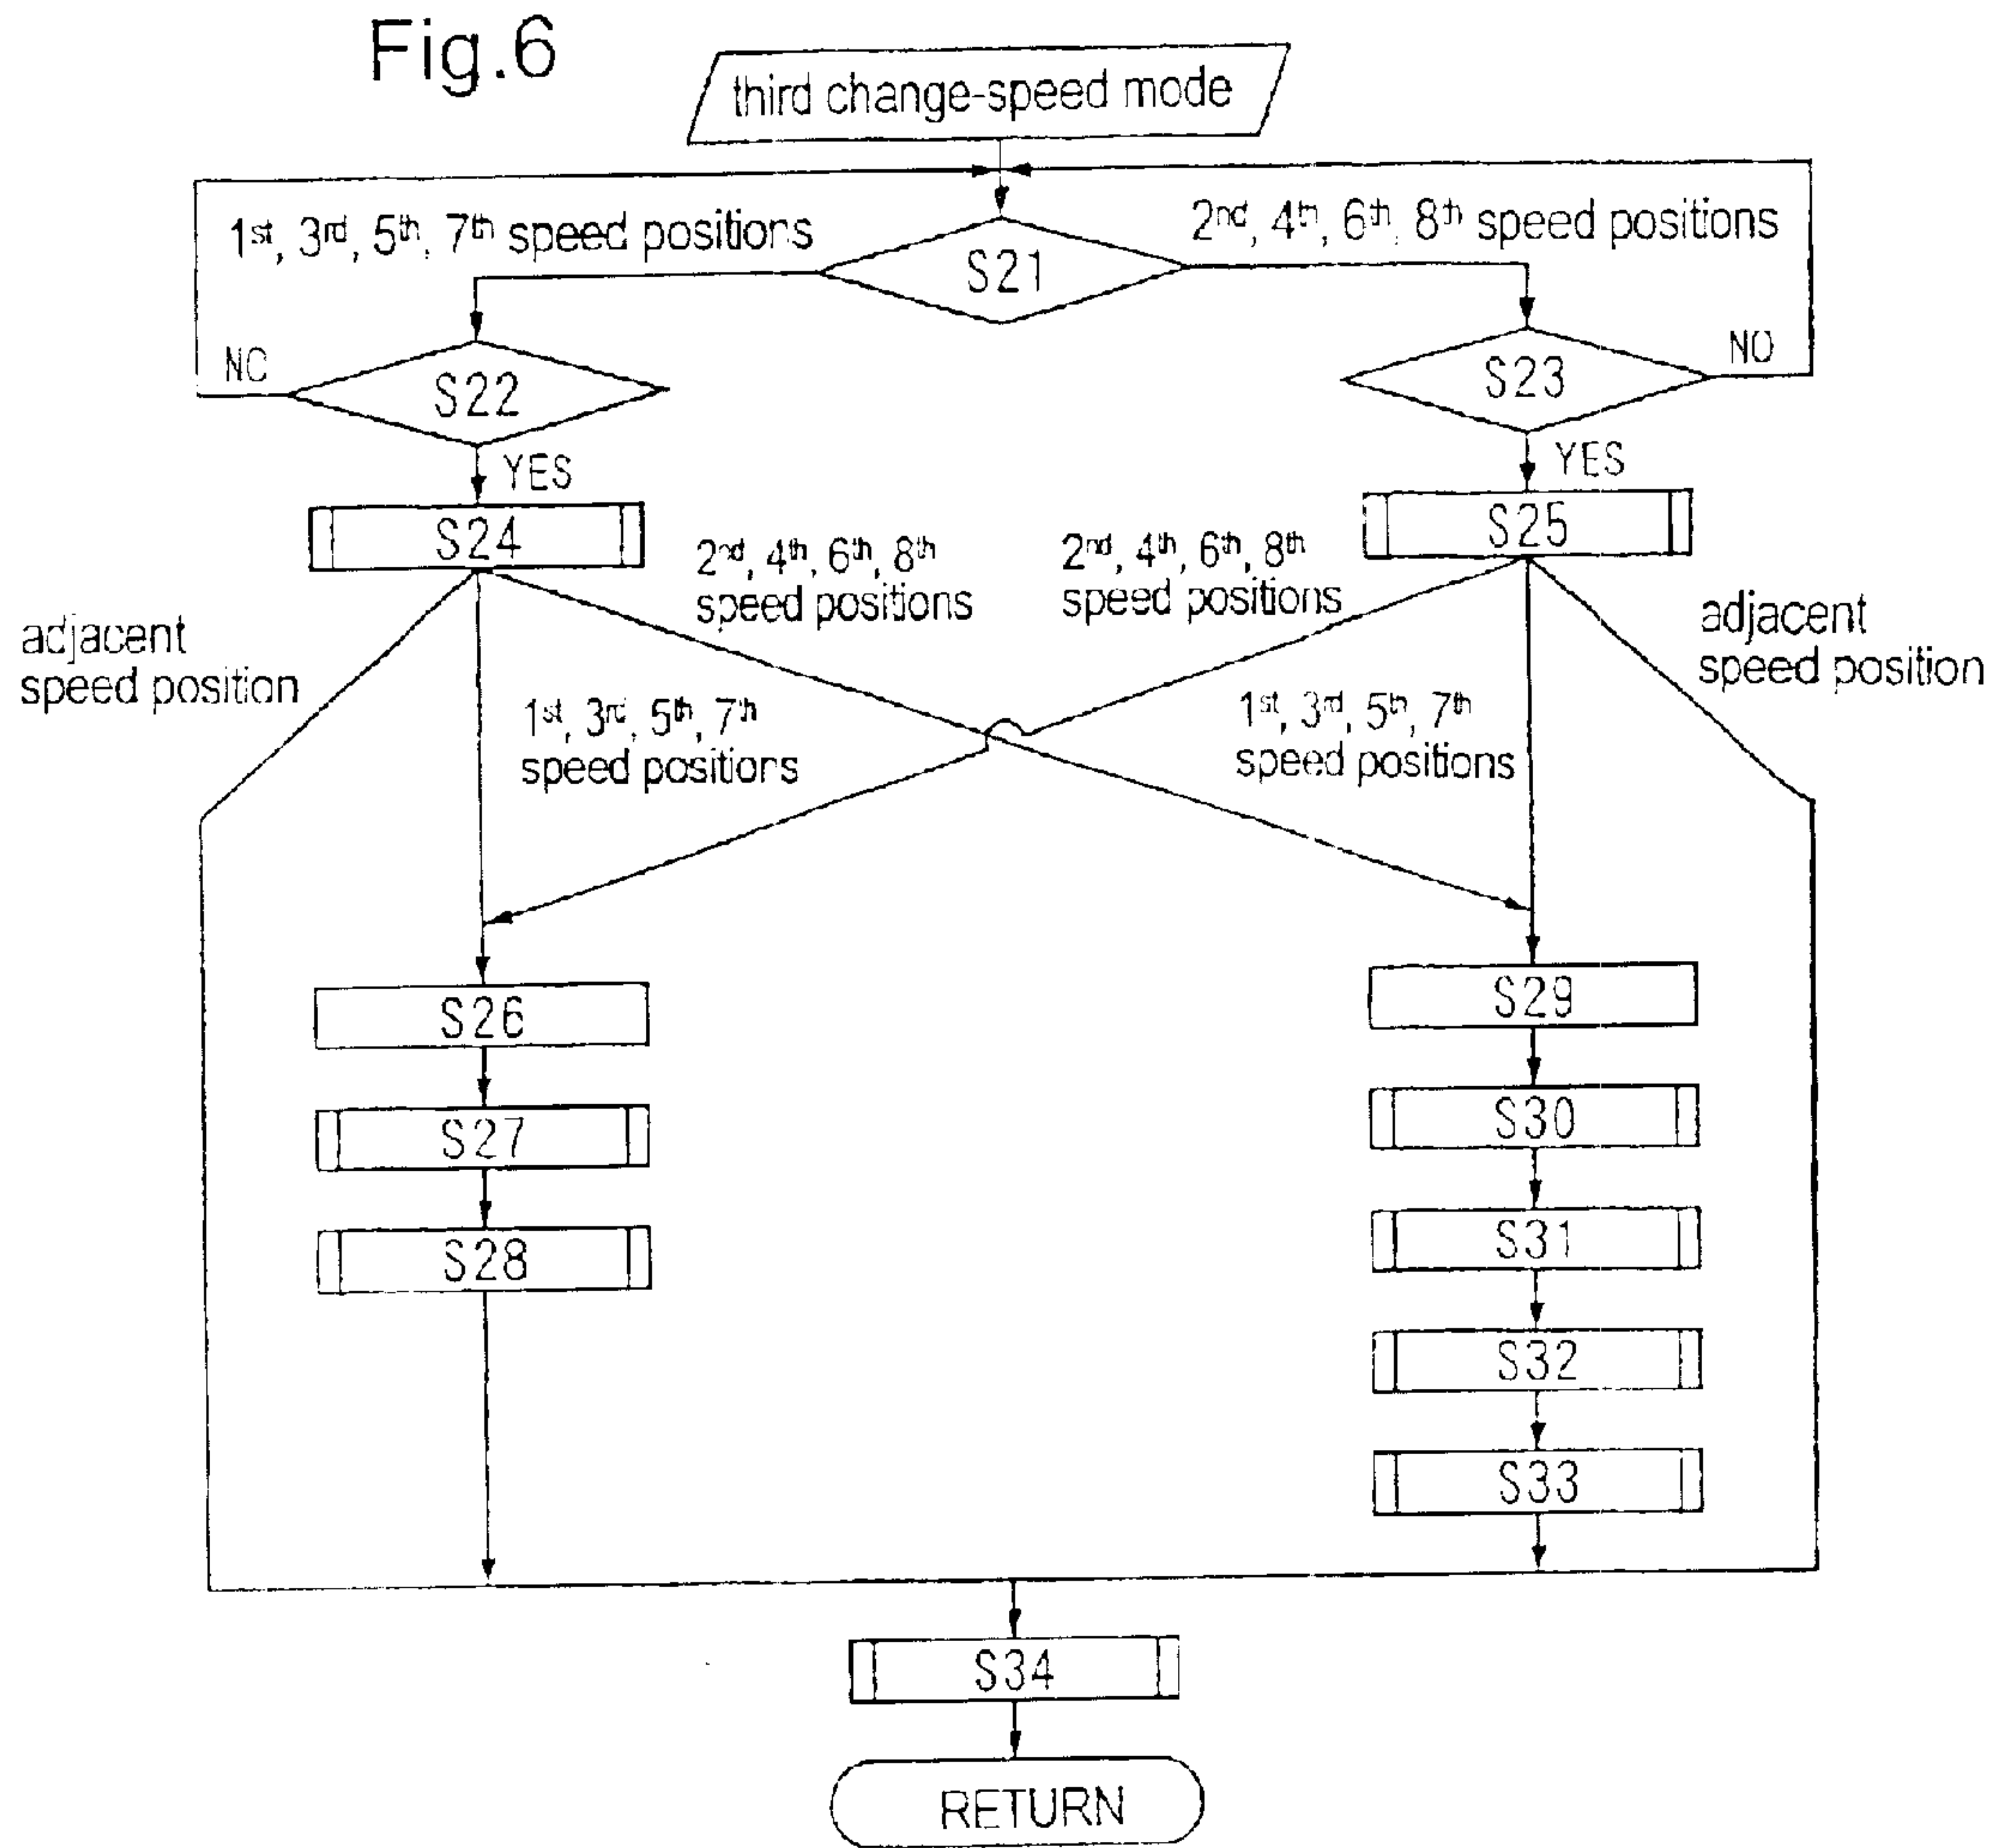 Fig.6
third change-speed mode
1st, 3rd, 5th, 7th speed positions
2nd, 4th, 6th, 8th speed positions
S21
NO
S22
S23
NO
YES
YES
S24
S25
2nd, 4th, 6th, 8th
speed positions
2nd, 4th, 6th, 8th
speed positions
adjacent
speed position
adjacent
speed position
1st, 3rd, 5th, 7th
speed positions
1st, 3rd, 5th, 7th
speed positions
S26
S29
S27
S30
S28
S31
S32
S33
S34
RETURN